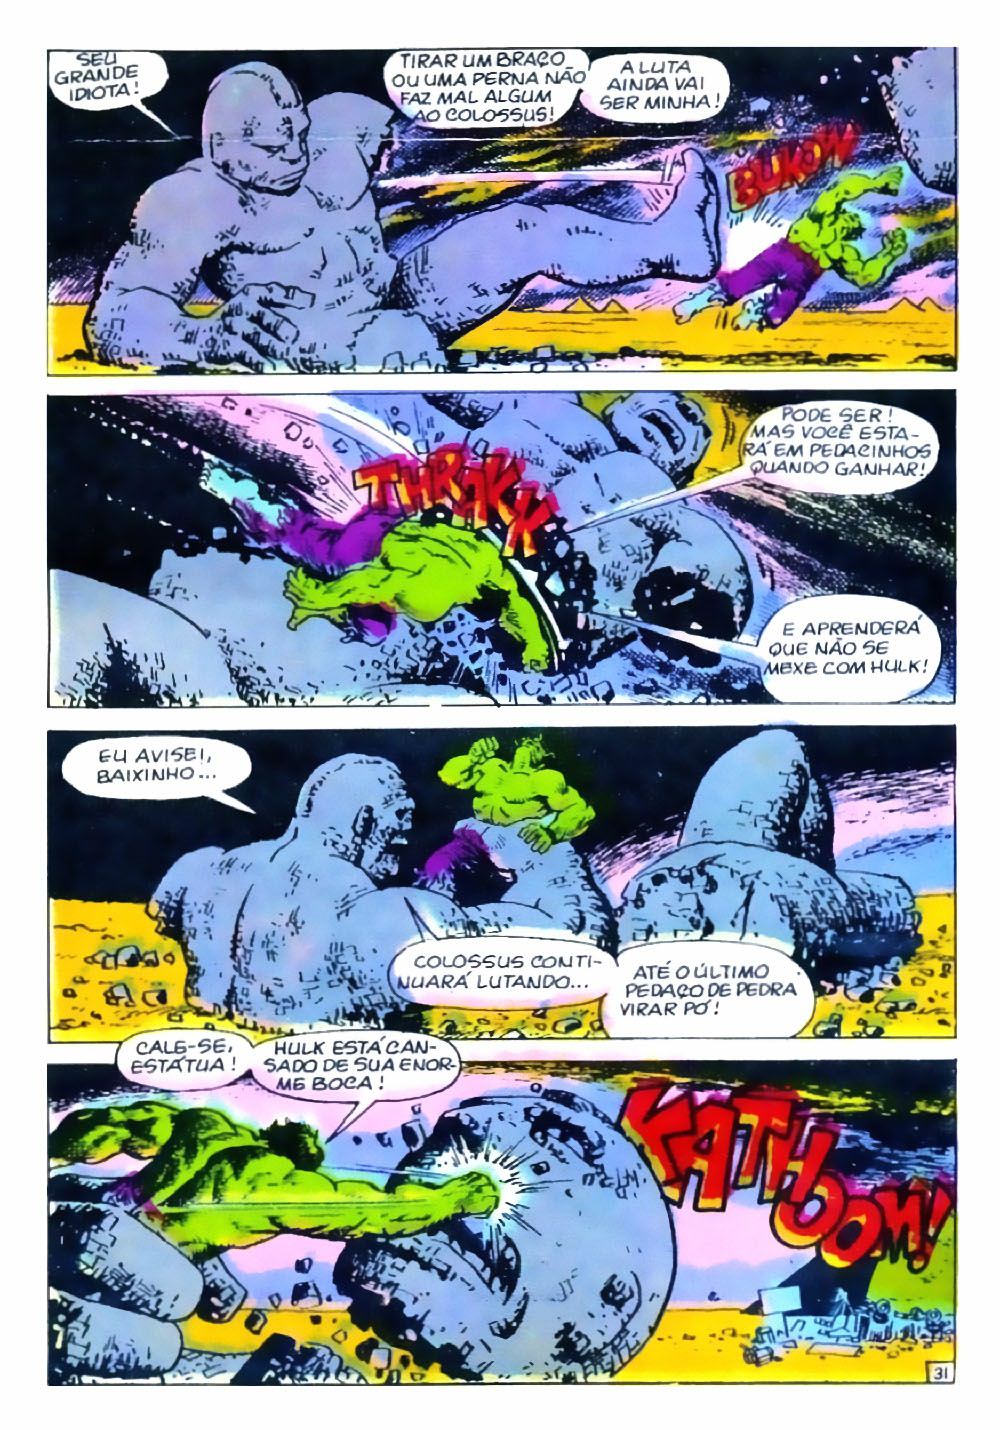 SEU
GRANDE
IDIOTA!
TIRAR UM BRAÇO
OU UMA PERNA NÃO
FAZ MAL ALGUM
AO COLOSSUS!
A LUTA
AINDA VAI
SER MINHA!
BUKOW
PODE SER!
MAS VOCÊ ESTA-
RÁ EM PEDACINHOS
QUANDO GANHAR!
THRAKK
E APRENDERÁ
QUE NÃO SE
MEXE COM HULK!
EU AVISEI,
BAIXINHO...
COLOSSUS CONTI-
NUARÁ LUTANDO...
ATÉ O ÚLTIMO
PEDAÇO DE PEDRA
VIRAR PÓ!
CALE-SE,
ESTÁTUA!
HULK ESTÁ CAN-
SADO DE SUA ENOR-
ME BOCA!
KATHOOM!
31